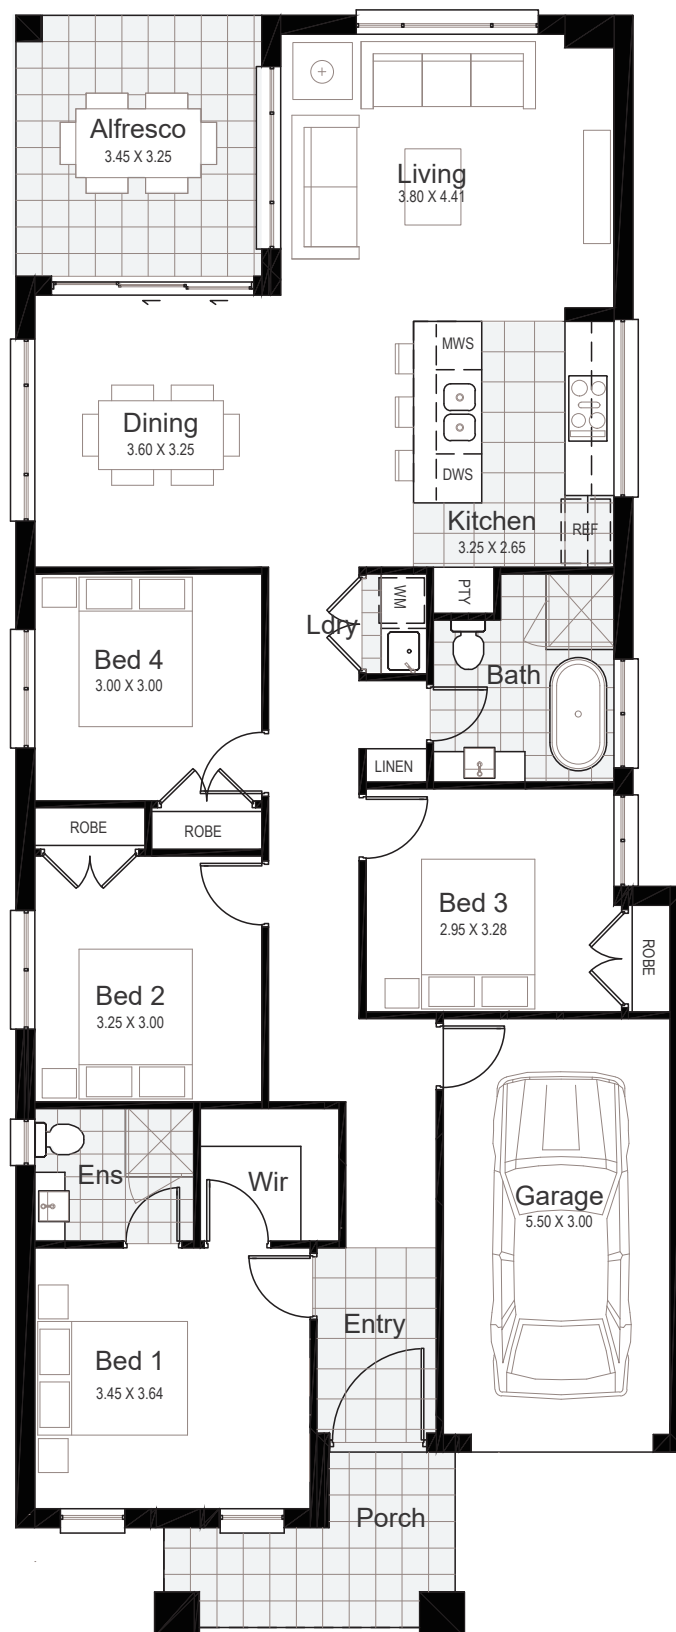 Alfresco
3.45 X 3.25
Living
3.80 X 4.41
MWS
Dining
3.60 X 3.25
DWS
Kitchen
3.25 X 2.65
REF
Ldry
WM
PTY
Bed 4
3.00 X 3.00
Bath
LINEN
ROBE
ROBE
Bed 3
2.95 X 3.28
ROBE
Bed 2
3.25 X 3.00
Ens
Wir
Garage
5.50 X 3.00
Entry
Bed 1
3.45 X 3.64
Porch